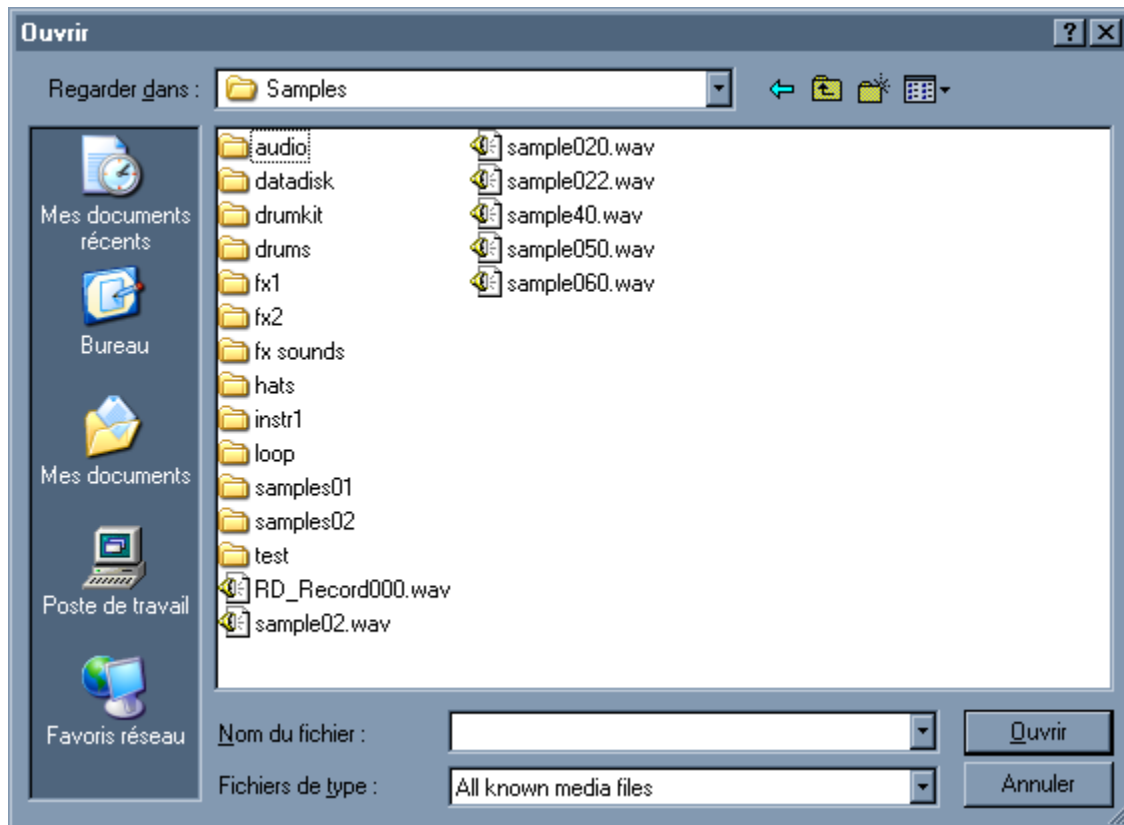 Ouvrir
Regarder dans :
Samples
Mes documents
récents
Bureau
Mes documents
Poste de travail
Favoris réseau
audio
datadisk
drumkit
drums
fx1
fx2
fx sounds
hats
instr1
loop
samples01
samples02
test
RD_Record000.wav
sample02.wav
sample020.wav
sample022.wav
sample40.wav
sample050.wav
sample060.wav
Nom du fichier :
Ouvrir
Fichiers de type :
All known media files
Annuler